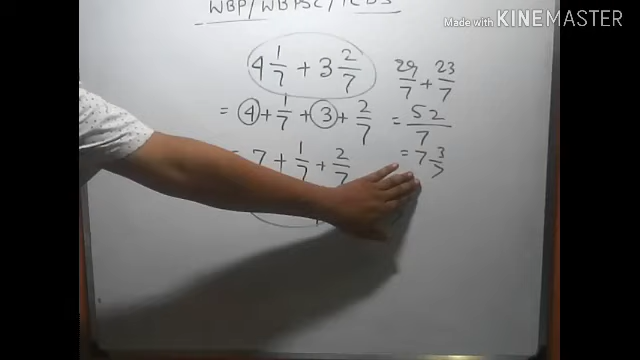 Made with KINEMASTER
WBP/WBPSC/ICDS
4 1/7 + 3 2/7
= 4 + 1/7 + 3 + 2/7
= 7 + 1/7 + 2/7
29/7 + 23/7
= 52/7
= 7 3/7